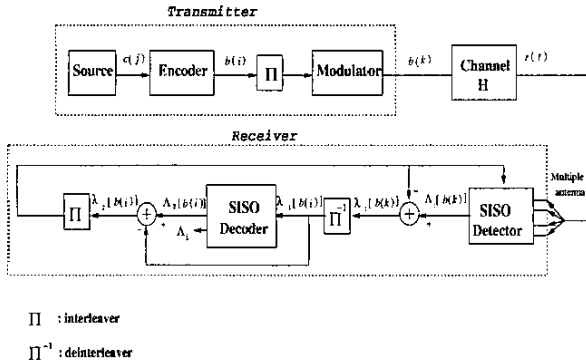 Transmitter
Source
c(j)
Encoder
b(i)
Π
Modulator
b(k)
Channel
H
r(t)
Receiver
Multiple
antenna
Π
λ₂[b(i)]
+
-
Λ₂[b(i)]
+
SISO
Decoder
Λᵢ
λ₁[b(i)]
Π⁻¹
λ₁[b(k)]
+
-
+
Λ₁[b(k)]
SISO
Detector
Π : interleaver
Π⁻¹ : deinterleaver